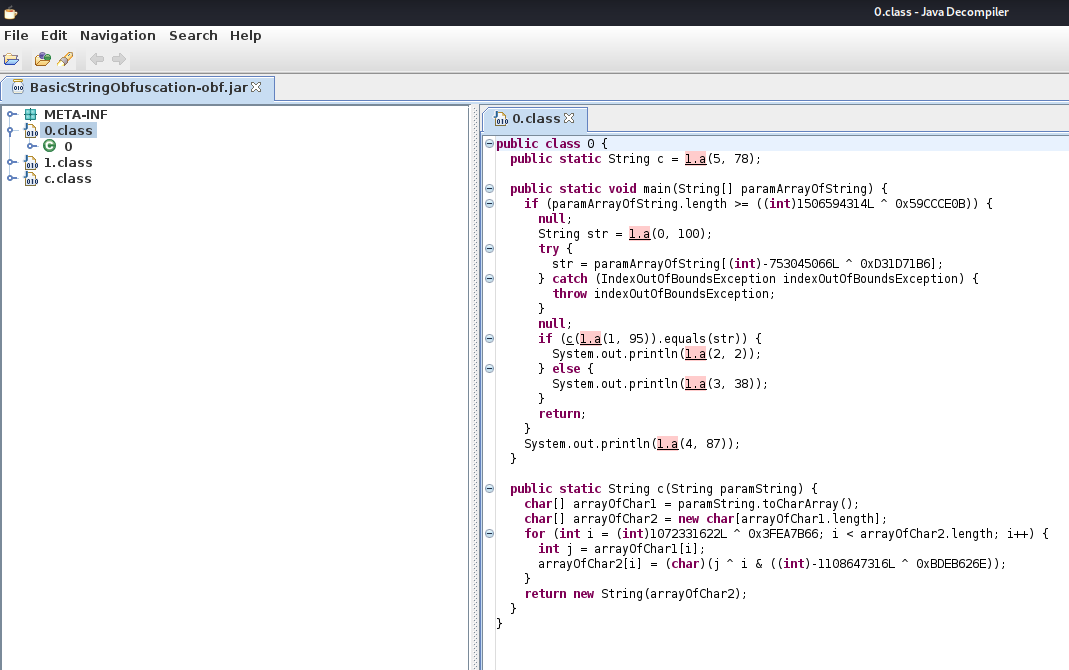 0.class - Java Decompiler
File Edit Navigation Search Help
BasicStringObfuscation-obf.jar
META-INF
0.class
0
1.class
c.class
0.class
public class 0 {
public static String c = 1.a(5, 78);
public static void main(String[] paramArrayOfString) {
if (paramArrayOfString.length >= ((int)1506594314L ^ 0x59CCCE0B)) {
null;
String str = 1.a(0, 100);
try {
str = paramArrayOfString[(int)-753045066L ^ 0xD31D71B6];
} catch (IndexOutOfBoundsException indexOutOfBoundsException) {
throw indexOutOfBoundsException;
}
null;
if (c(1.a(1, 95)).equals(str)) {
System.out.println(1.a(2, 2));
} else {
System.out.println(1.a(3, 38));
}
return;
}
System.out.println(1.a(4, 87));
}
public static String c(String paramString) {
char[] arrayOfChar1 = paramString.toCharArray();
char[] arrayOfChar2 = new char[arrayOfChar1.length];
for (int i = (int)1072331622L ^ 0x3FEA7B66; i < arrayOfChar2.length; i++) {
int j = arrayOfChar1[i];
arrayOfChar2[i] = (char)(j ^ i & ((int)-1108647316L ^ 0xBDEB626E));
}
return new String(arrayOfChar2);
}
}